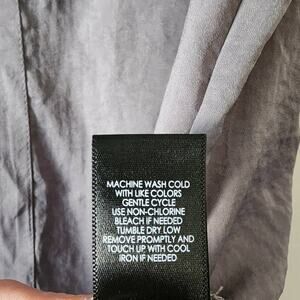 MACHINE WASH COLD
WITH LIKE COLORS
GENTLE CYCLE
USE NON-CHLORINE
BLEACH IF NEEDED
TUMBLE DRY LOW
REMOVE PROMPTLY AND
TOUCH UP WITH COOL
IRON IF NEEDED